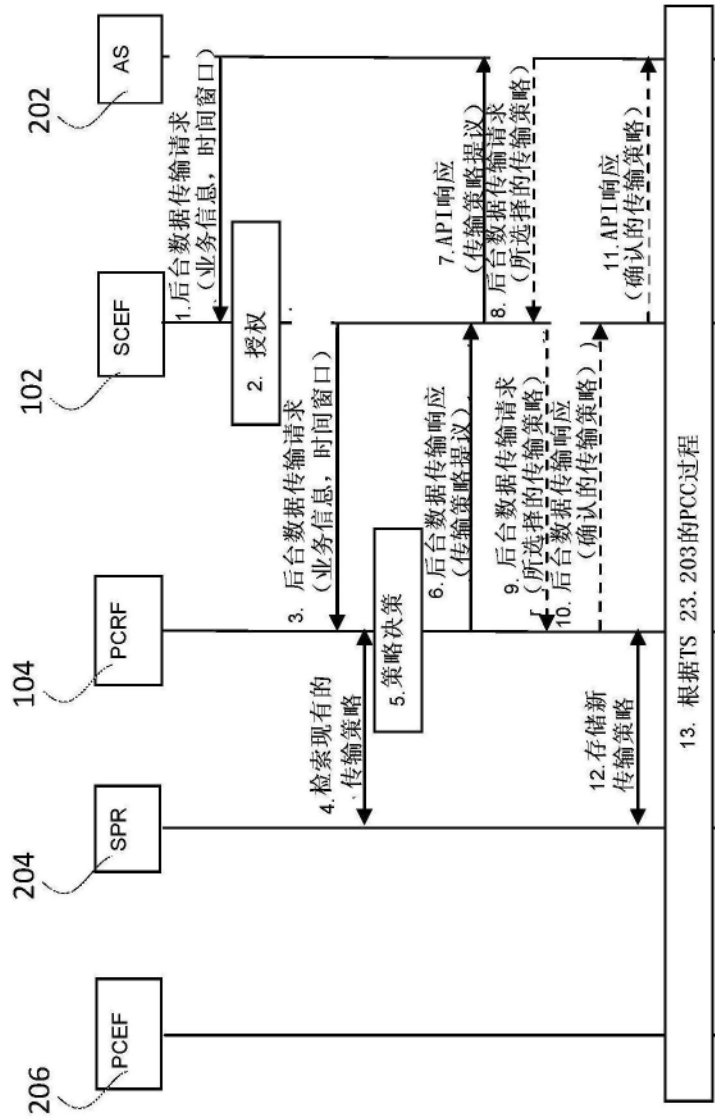 206
204
104
102
202
PCEF
SPR
PCRF
SCEF
AS
1.后台数据传输请求
(业务信息，时间窗口)
2. 授权
3. 后台数据传输请求
(业务信息，时间窗口)
4.检索现有的
传输策略
5.策略决策
6.后台数据传输响应
(传输策略提议)
7.API响应
(传输策略提议)
8.后台数据传输请求
(所选择的传输策略)
9.后台数据传输请求
(所选择的传输策略)
10.后台数据传输响应
(确认的传输策略))
11.API响应
(确认的传输策略)
12.存储新
传输策略
13. 根据TS 23.203的PCC过程